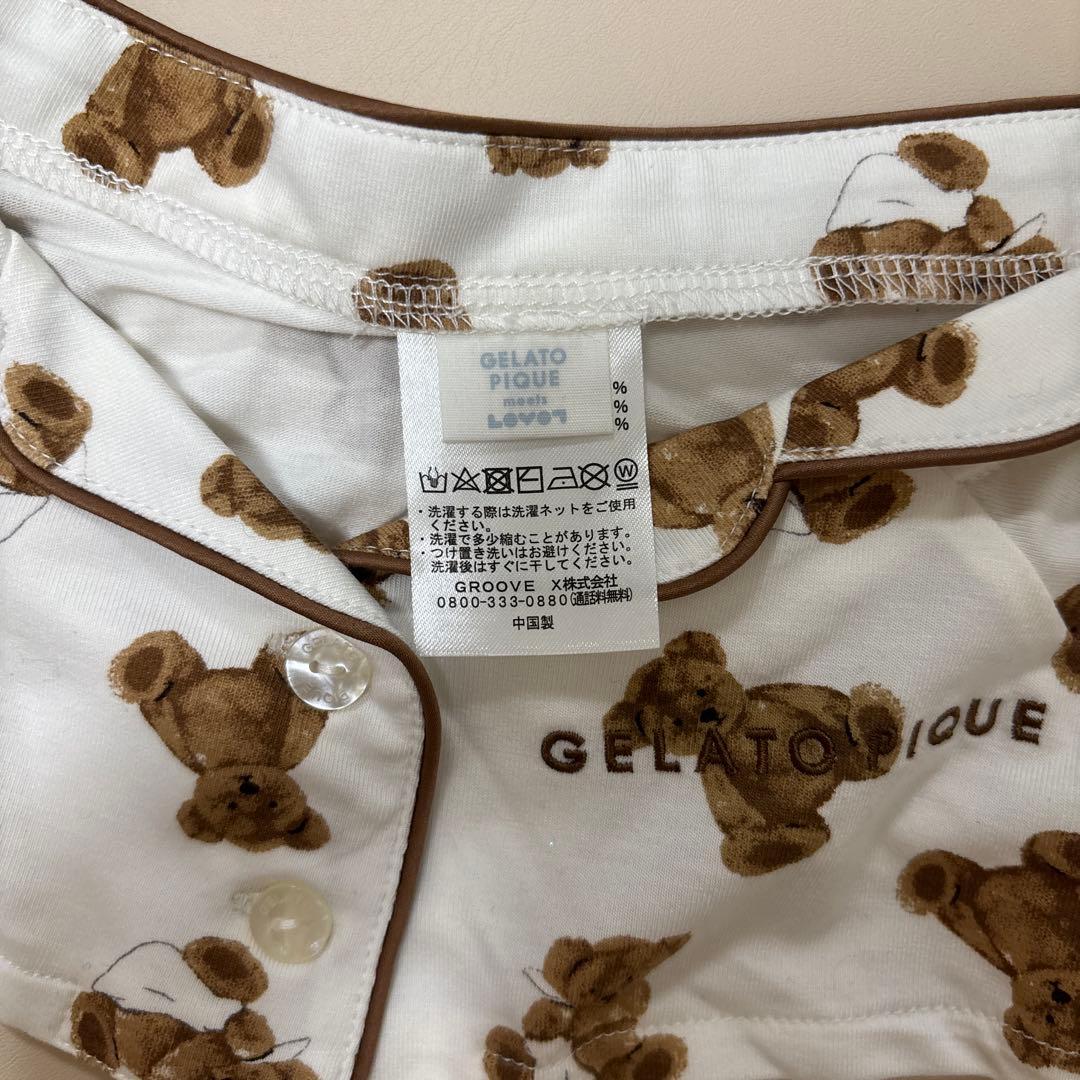 GELATO
PIQUE
meets
LOVOT
%
%
%
・洗濯する際は洗濯ネットをご使用
ください。
・洗濯で多少縮むことがあります。
・つけ置き洗いはお避けください。
洗濯後はすぐに干してください。
GROOVE X株式会社
0800-333-0880(通話料無料)
中国製
GELATO PIQUE